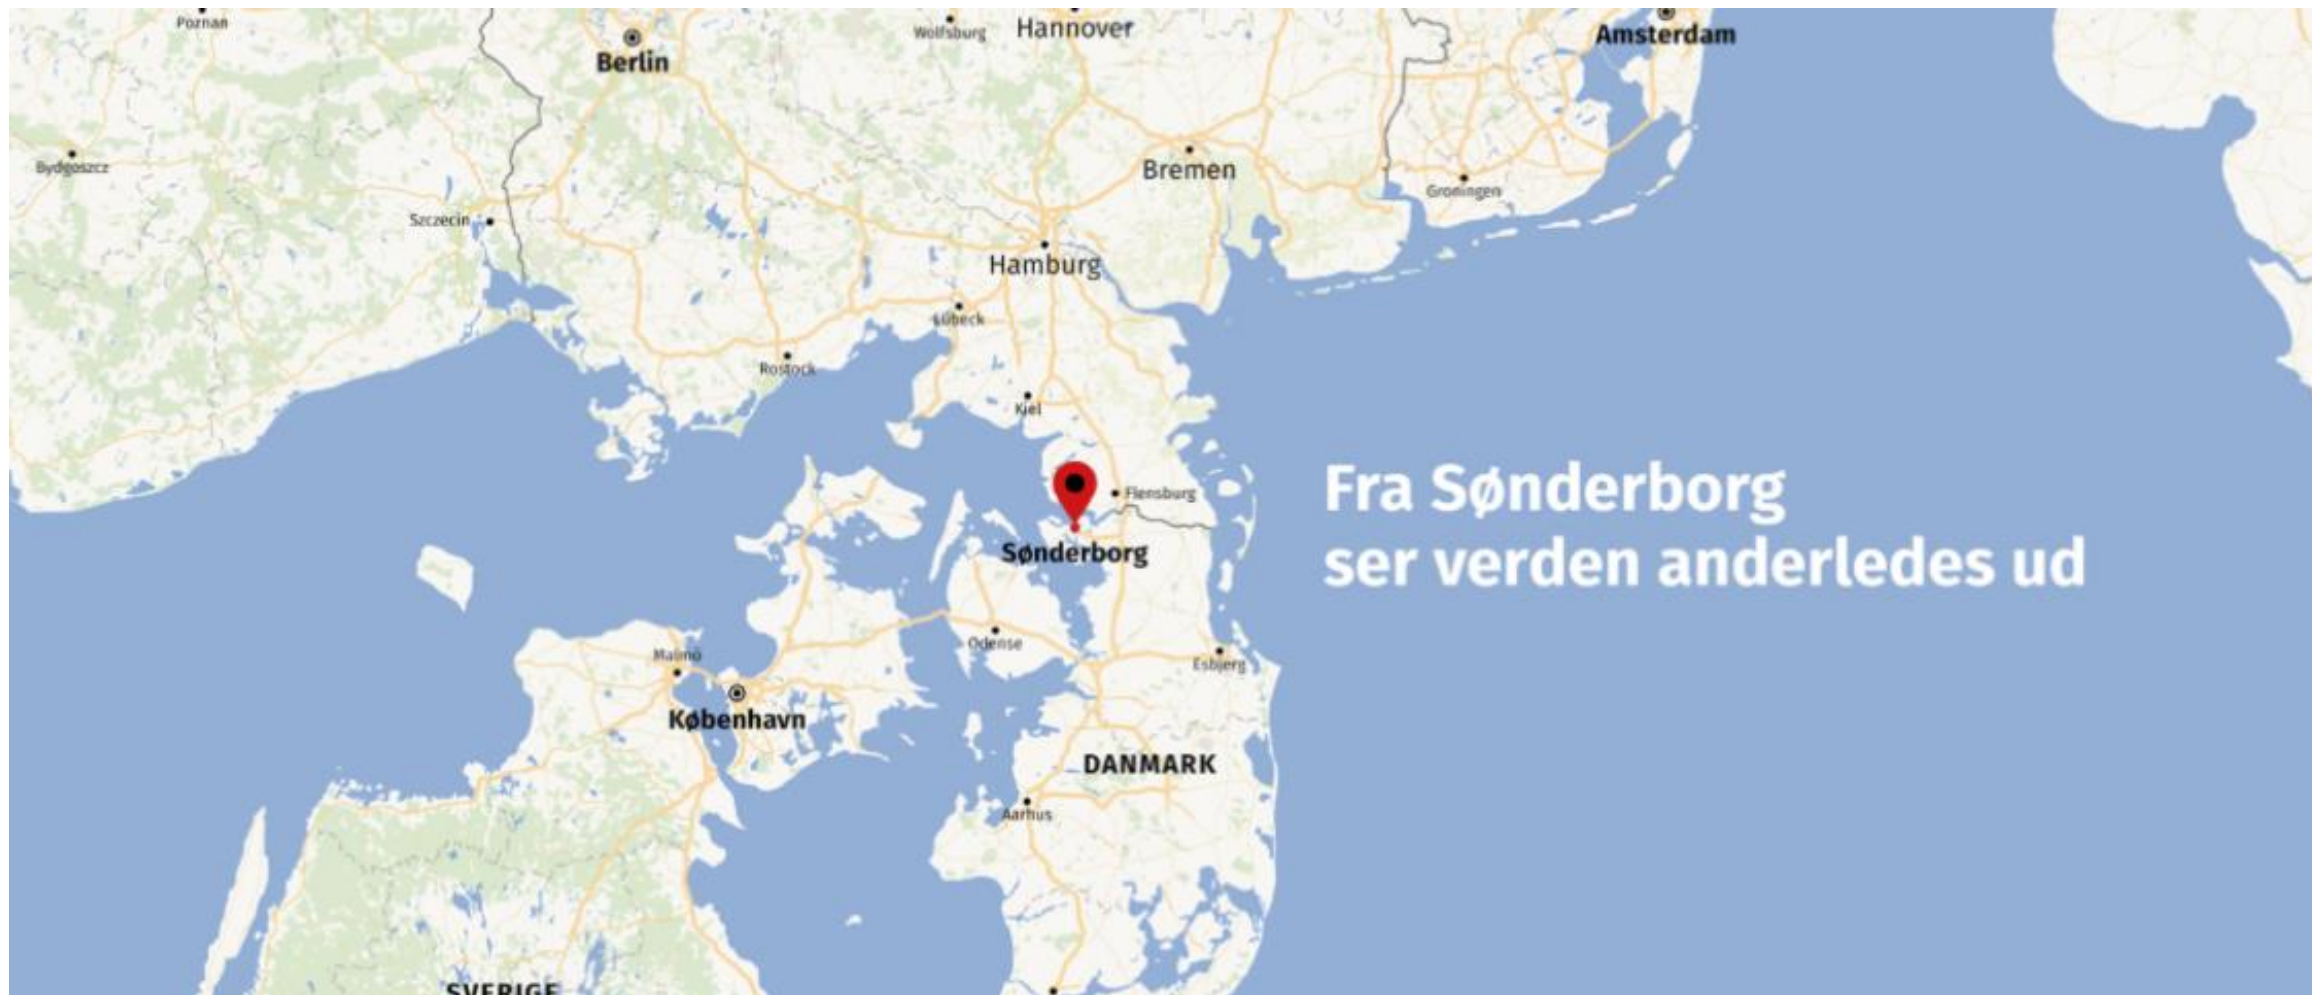 Poznan
Wolfsburg
Hannover
Amsterdam
Berlin
Bydgoszcz
Bremen
Groningen
Szczecin
Hamburg
Lübeck
Rostock
Kiel
Flensburg
Fra Sønderborg
ser verden anderledes ud
Sønderborg
Odense
Malmö
Esbjerg
København
DANMARK
Aarhus
SVERIGE